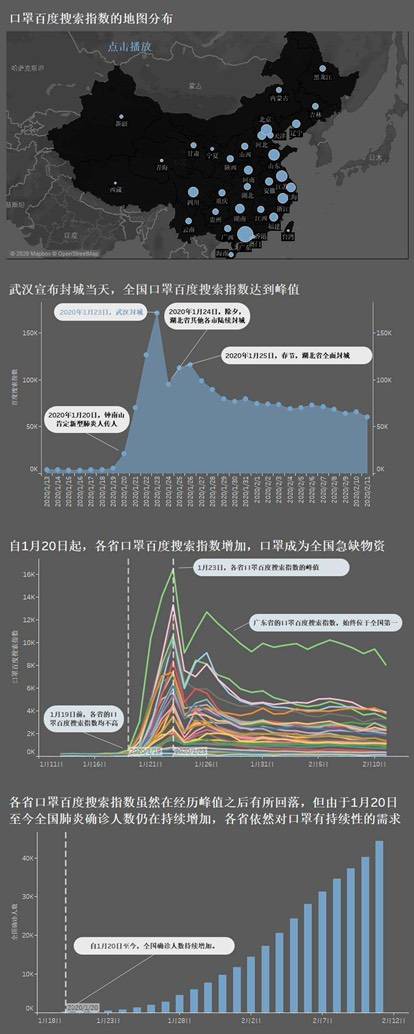 口罩百度搜索指数的地图分布
点击播放
哈萨克斯坦
蒙古
黑龙江
内蒙古
吉林
新疆
北京
辽宁
天津
河北
甘肃
宁夏
山西
山东
青海
陕西
河南
江苏
日本
西藏
四川
重庆
湖北
安徽
浙江
贵州
湖南
江西
福建
云南
广西
香港
澳门
台湾
广东
海南
印度
© 2020 Mapbox © OpenStreetMap
武汉宣布封城当天，全国口罩百度搜索指数达到峰值
2020年1月23日，武汉封城
2020年1月24日，除夕，
湖北省其他各市陆续封城
2020年1月25日，春节，湖北省全面封城
2020年1月20日，钟南山
肯定新型肺炎人传人
百度搜索指数
150K
100K
50K
0K
150K
100K
50K
0K
2020/1/13
2020/1/14
2020/1/15
2020/1/16
2020/1/17
2020/1/18
2020/1/19
2020/1/20
2020/1/21
2020/1/22
2020/1/23
2020/1/24
2020/1/25
2020/1/26
2020/1/27
2020/1/28
2020/1/29
2020/1/30
2020/1/31
2020/2/1
2020/2/2
2020/2/3
2020/2/4
2020/2/5
2020/2/6
2020/2/7
2020/2/8
2020/2/9
2020/2/10
2020/2/11
自1月20日起，各省口罩百度搜索指数增加，口罩成为全国急缺物资
1月23日，各省口罩百度搜索指数的峰值
广东省的口罩百度搜索指数，始终位于全国第一
1月19日前，各省的口
罩百度搜索指数均不高
口罩百度搜索指数
16K
14K
12K
10K
8K
6K
4K
2K
0K
2020/1/19
2020/1/23
1月11日
1月16日
1月21日
1月26日
1月31日
2月5日
2月10日
各省口罩百度搜索指数虽然在经历峰值之后有所回落，但由于1月20日
至今全国肺炎确诊人数仍在持续增加，各省依然对口罩有持续性的需求
自1月20日至今，全国确诊人数持续增加。
全国确诊人数
40K
30K
20K
10K
0K
2020/1/20
1月18日
1月23日
1月28日
2月2日
2月7日
2月12日